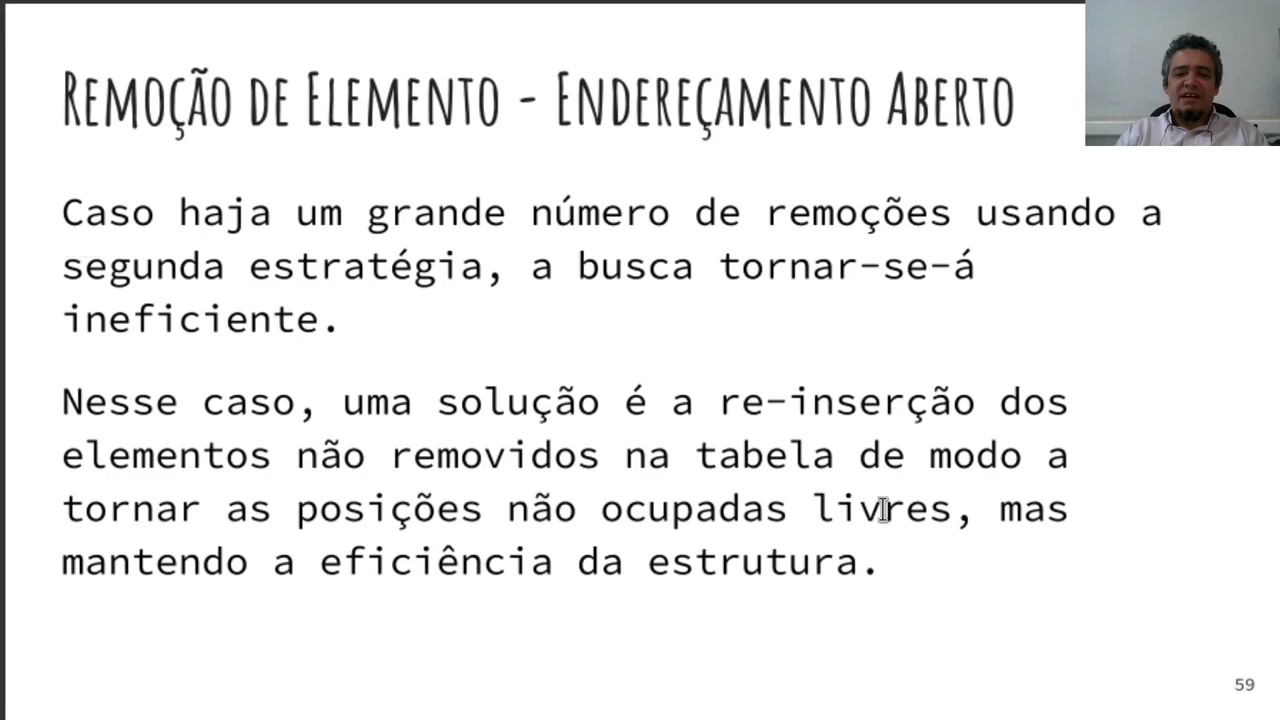 Remoção de Elemento - Endereçamento Aberto
Caso haja um grande número de remoções usando a
segunda estratégia, a busca tornar-se-á
ineficiente.
Nesse caso, uma solução é a re-inserção dos
elementos não removidos na tabela de modo a
tornar as posições não ocupadas livres, mas
mantendo a eficiência da estrutura.
59